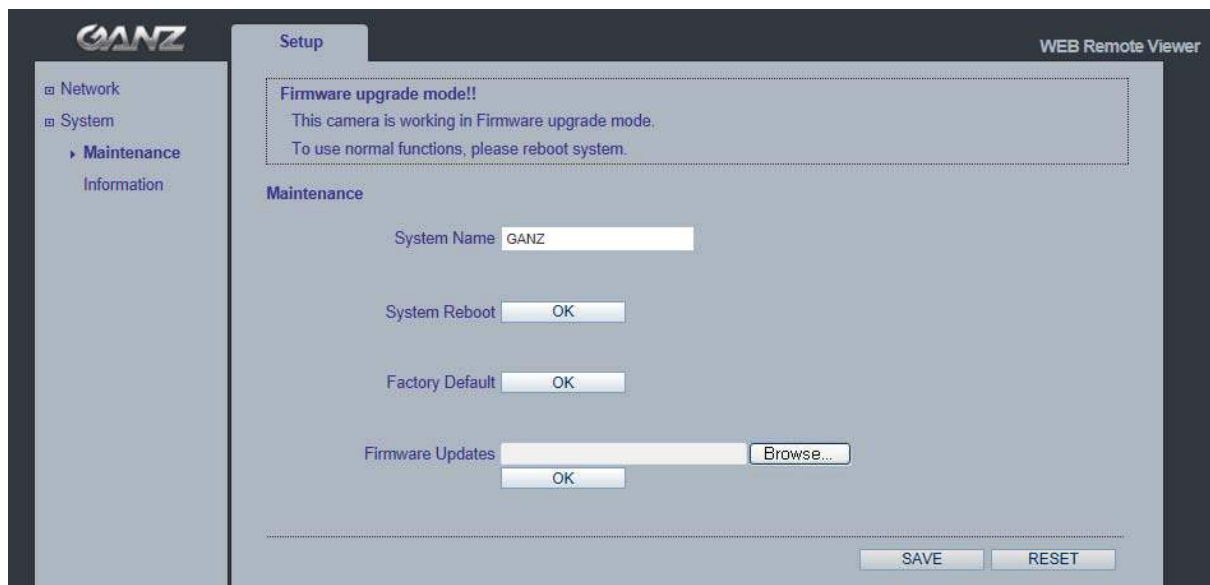 GANZ
Setup
WEB Remote Viewer
Network
System
Maintenance
Information
Firmware upgrade mode!!
This camera is working in Firmware upgrade mode.
To use normal functions, please reboot system.
Maintenance
System Name GANZ
System Reboot OK
Factory Default OK
Firmware Updates Browse...
OK
SAVE RESET